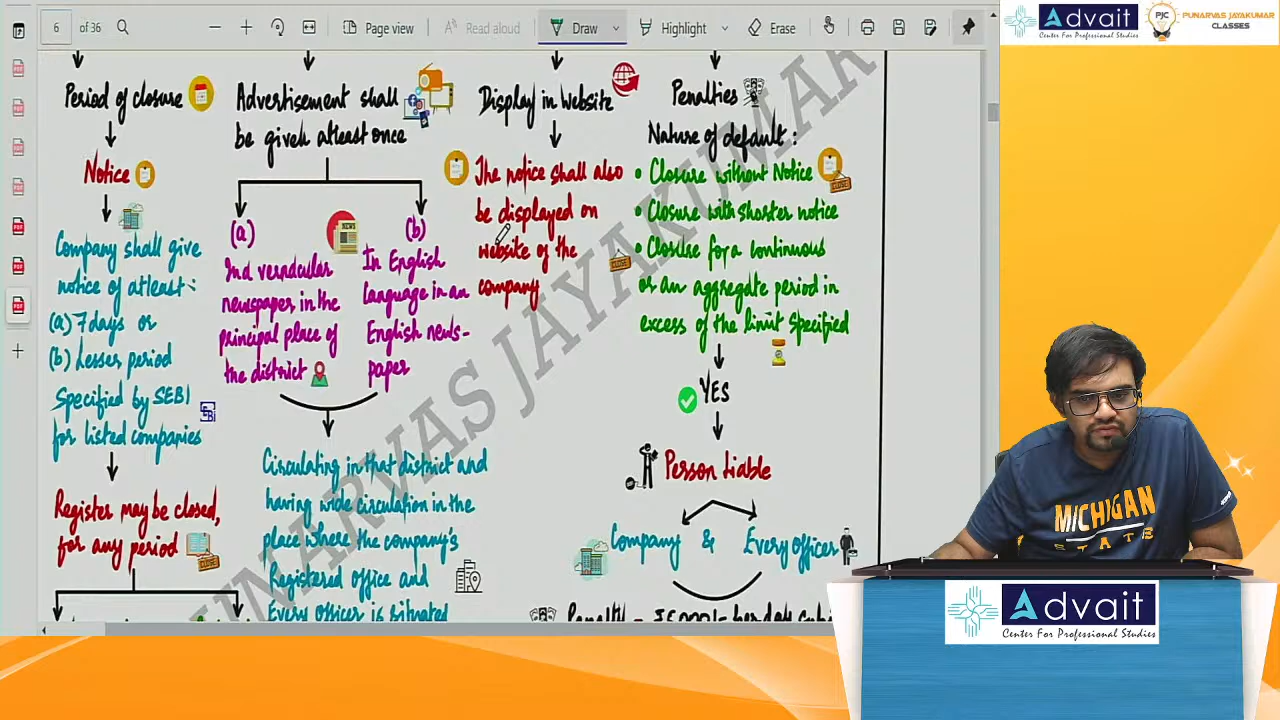 6 of 36
Page view
Read aloud
Draw
Highlight
Erase
Advait
Center For Professional Studies
PJC
PUNARVAS JAYAKUMAR
CLASSES
Period of closure
Notice
Company shall give
notice of atleast:
(a) 7 days or
(b) Lesser period
Specified by SEBI
for listed companies
Register may be closed,
for any period
Advertisement shall
be given atleast once
(a)
newspaper in the
principal place of
the district
(b)
In English
language in an
English news-
paper
NEWS
Circulating in that district and
having wide circulation in the
place where the company's
Registered office and
Every officer is situated
Display in Website
The notice shall also
be displayed on
website of the
company
Penalties
Nature of default:
• Closure without Notice
• Closure with shorter notice
• Closure for a continuous
or an aggregate period in
excess of the limit specified
YES
Person liable
Company & Every officer
PUNARVAS JAYAKUMAR
MICHIGAN
STATE
Advait
Center For Professional Studies